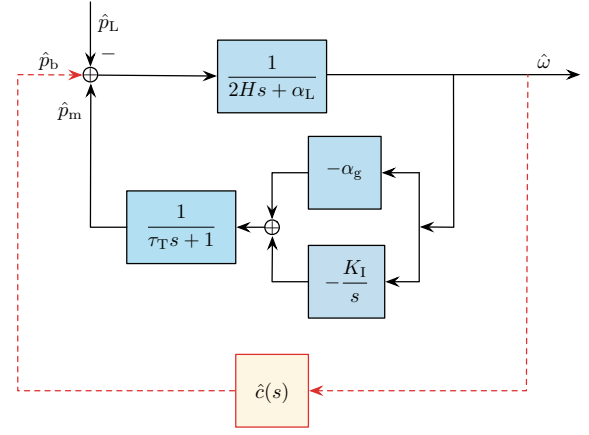 p̂_L
−
p̂_b
1
2Hs + α_L
ω̂
p̂_m
−α_g
1
τ_T s + 1
−K_I/s
ĉ(s)